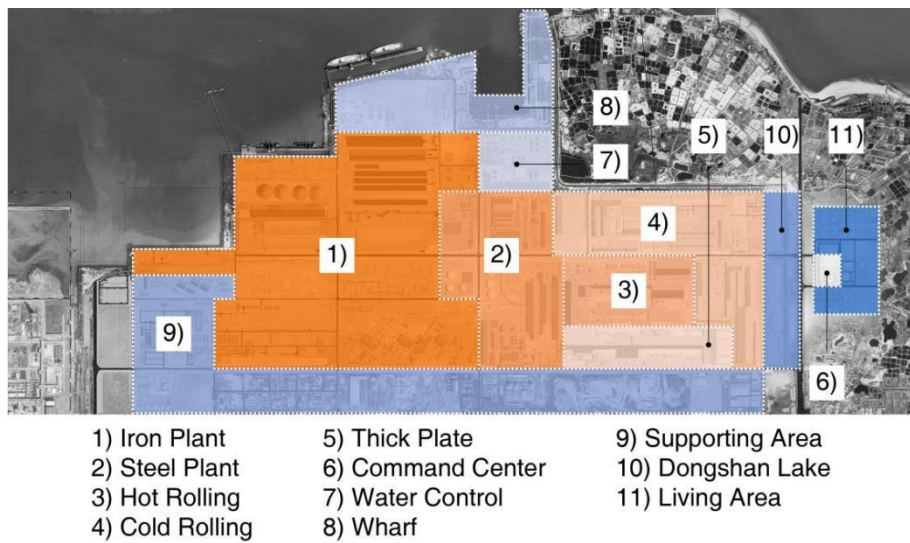 8)
5)
10)
11)
7)
4)
1)
2)
3)
9)
6)
1) Iron Plant
2) Steel Plant
3) Hot Rolling
4) Cold Rolling
5) Thick Plate
6) Command Center
7) Water Control
8) Wharf
9) Supporting Area
10) Dongshan Lake
11) Living Area